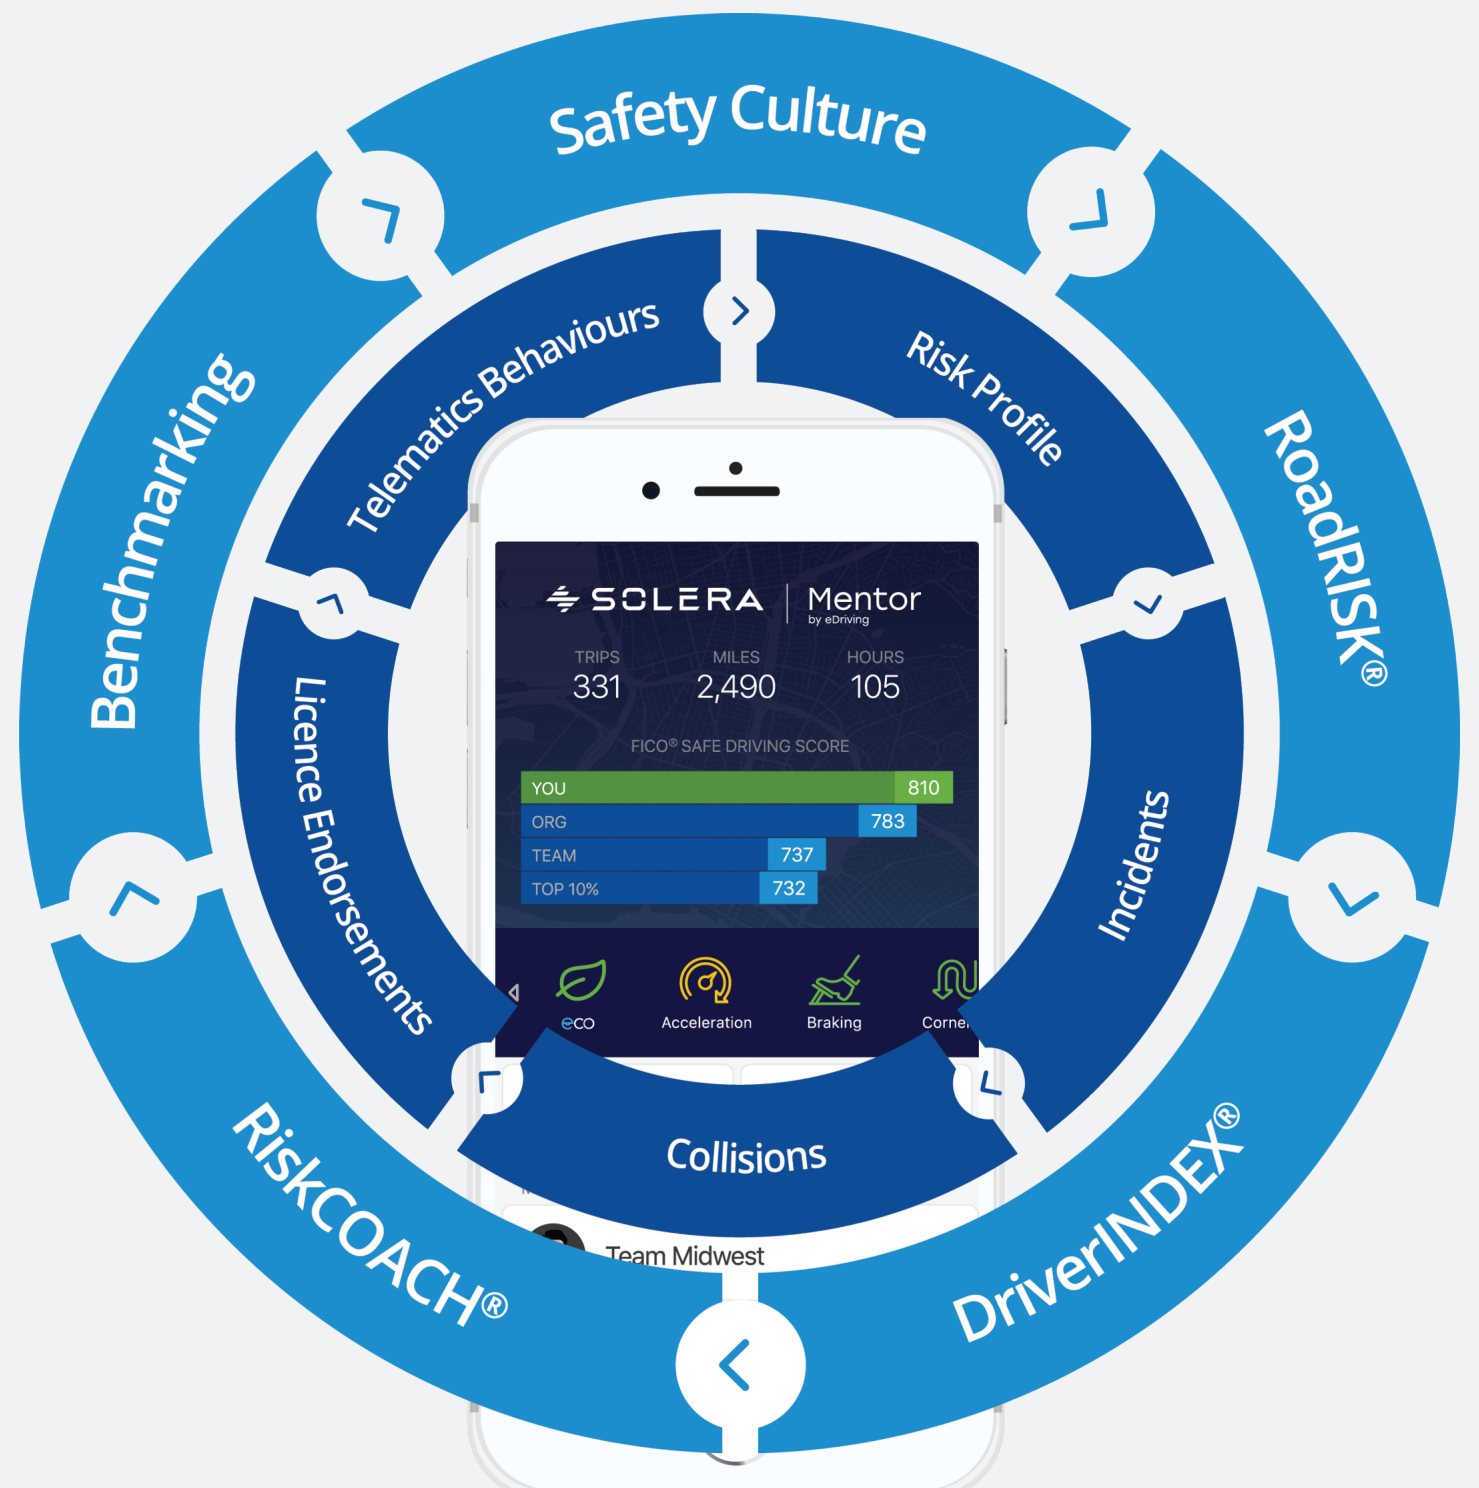 Safety Culture
RoadRISK®
DriverINDEX®
RiskCOACH®
Benchmarking
Telematics Behaviours
Risk Profile
Incidents
Collisions
Licence Endorsements
SOLERA
Mentor
by eDriving
TRIPS MILES HOURS
331 2,490 105
FICO® SAFE DRIVING SCORE
YOU 810
ORG 783
TEAM 737
TOP 10% 732
eco Acceleration Braking
Team Midwest